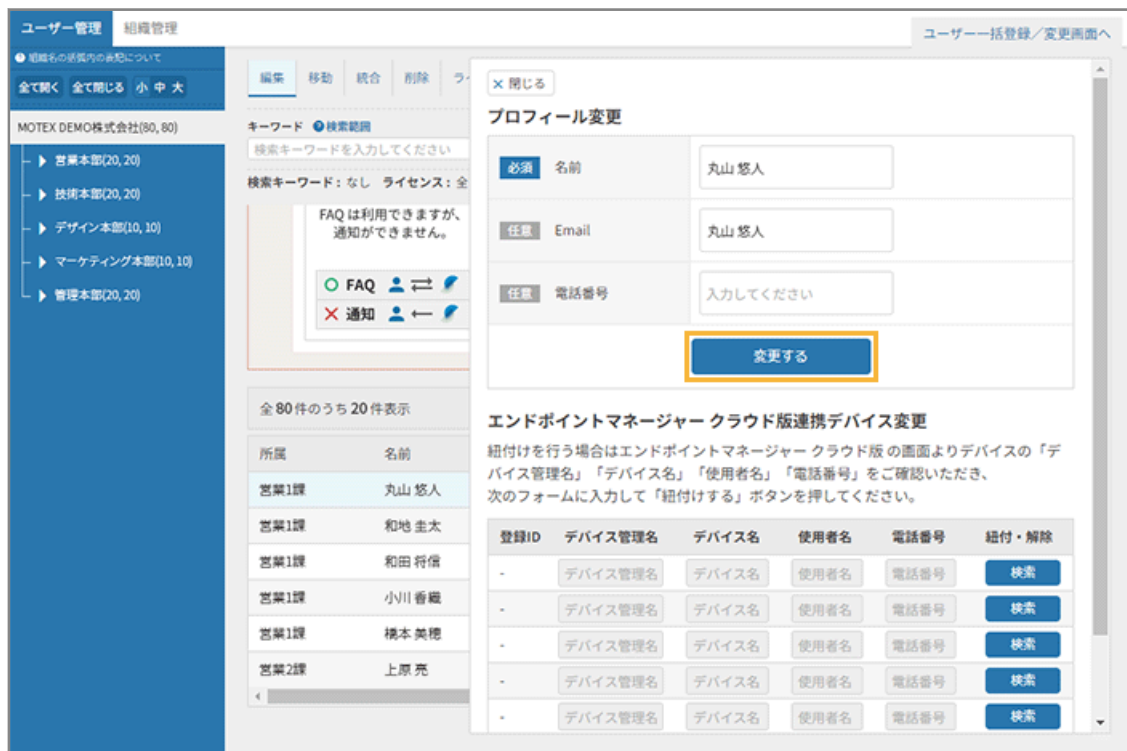 ユーザー管理 組織管理
ユーザー一括登録／変更画面へ
組織名の括弧内の表記について
全て開く 全て閉じる 小 中 大
MOTEX DEMO株式会社(80, 80)
営業本部(20, 20)
技術本部(20, 20)
デザイン本部(10, 10)
マーケティング本部(10, 10)
管理本部(20, 20)
編集 移動 統合 削除
キーワード ?検索範囲
検索キーワードを入力してください
検索キーワード：なし ライセンス：全
FAQ は利用できますが、
通知ができません。
FAQ
通知
全 80 件のうち 20 件表示
所属 名前
営業1課 丸山 悠人
営業1課 和地 圭太
営業1課 和田 将信
営業1課 小川 香織
営業1課 橋本 美穂
営業2課 上原 亮
× 閉じる
プロフィール変更
必須 名前 丸山 悠人
任意 Email 丸山 悠人
任意 電話番号 入力してください
変更する
エンドポイントマネージャー クラウド版連携デバイス変更
紐付けを行う場合はエンドポイントマネージャー クラウド版 の画面よりデバイスの「デ
バイス管理名」「デバイス名」「使用者名」「電話番号」をご確認いただき、
次のフォームに入力して「紐付けする」ボタンを押してください。
登録ID デバイス管理名 デバイス名 使用者名 電話番号 紐付・解除
- デバイス管理名 デバイス名 使用者名 電話番号 検索
- デバイス管理名 デバイス名 使用者名 電話番号 検索
- デバイス管理名 デバイス名 使用者名 電話番号 検索
- デバイス管理名 デバイス名 使用者名 電話番号 検索
- デバイス管理名 デバイス名 使用者名 電話番号 検索